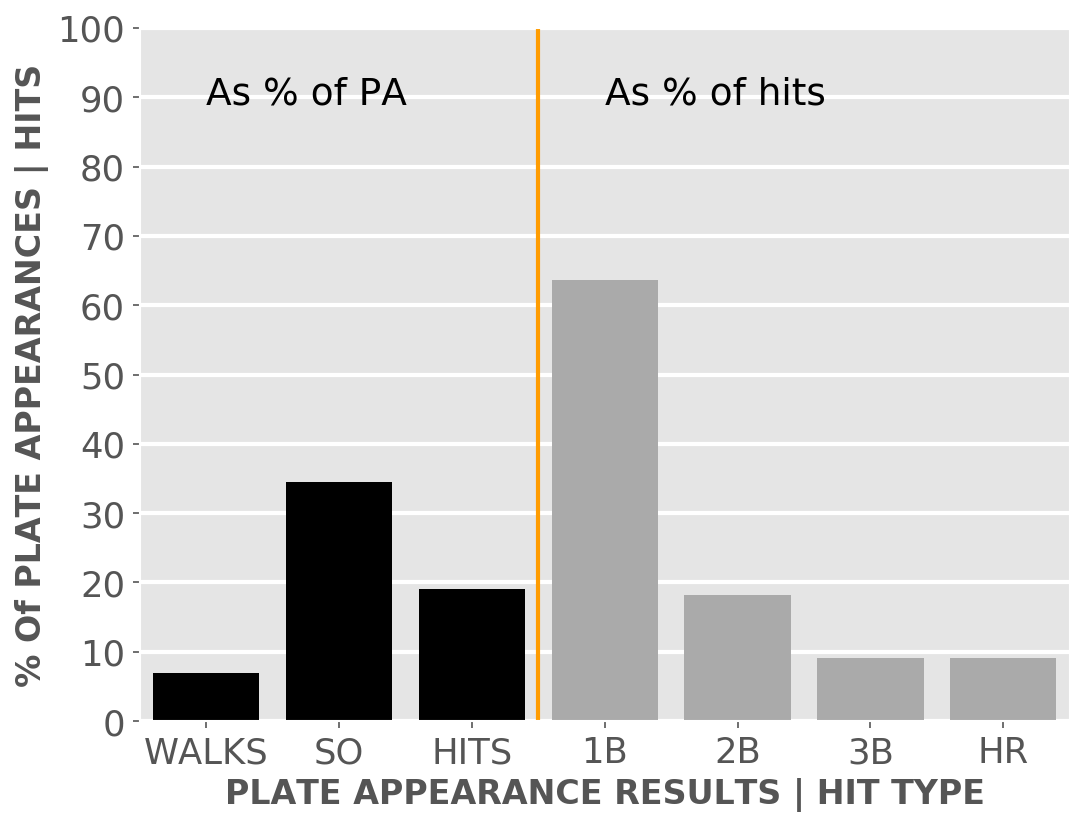 % Of PLATE APPEARANCES | HITS
100
90
80
70
60
50
40
30
20
10
0
As % of PA
As % of hits
WALKS SO HITS 1B 2B 3B HR
PLATE APPEARANCE RESULTS | HIT TYPE